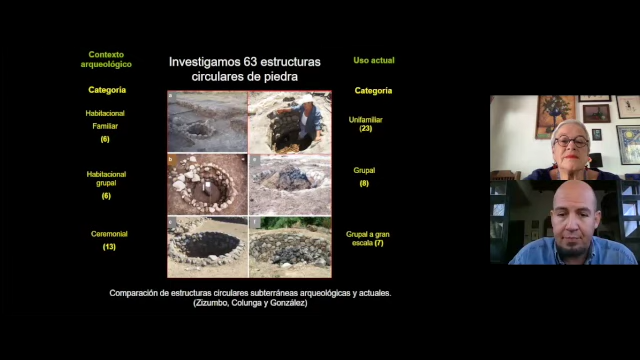 Contexto
arqueológico
Categoría
Habitacional
Familiar
(6)
Habitacional
grupal
(6)
Ceremonial
(13)
Investigamos 63 estructuras
circulares de piedra
a
b
Uso actual
Categoría
Unifamiliar
(23)
Grupal
(8)
Grupal a gran
escala (7)
Comparación de estructuras circulares subterráneas arqueológicas y actuales.
(Zizumbo, Colunga y González)